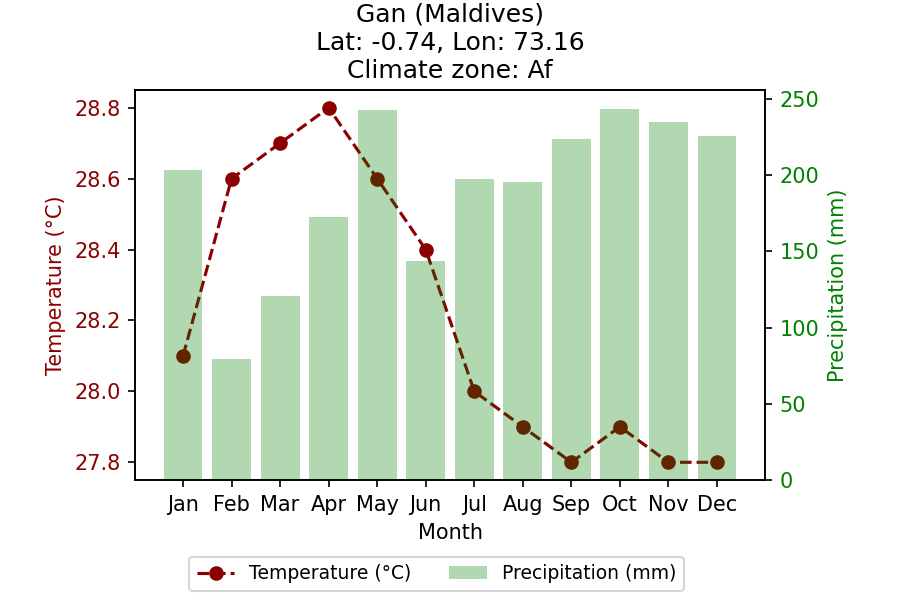 Gan (Maldives)
Lat: -0.74, Lon: 73.16
Climate zone: Af
Temperature (°C)
28.8
28.6
28.4
28.2
28.0
27.8
250
200
150
100
50
0
Precipitation (mm)
Jan Feb Mar Apr May Jun Jul Aug Sep Oct Nov Dec
Month
Temperature (°C) Precipitation (mm)